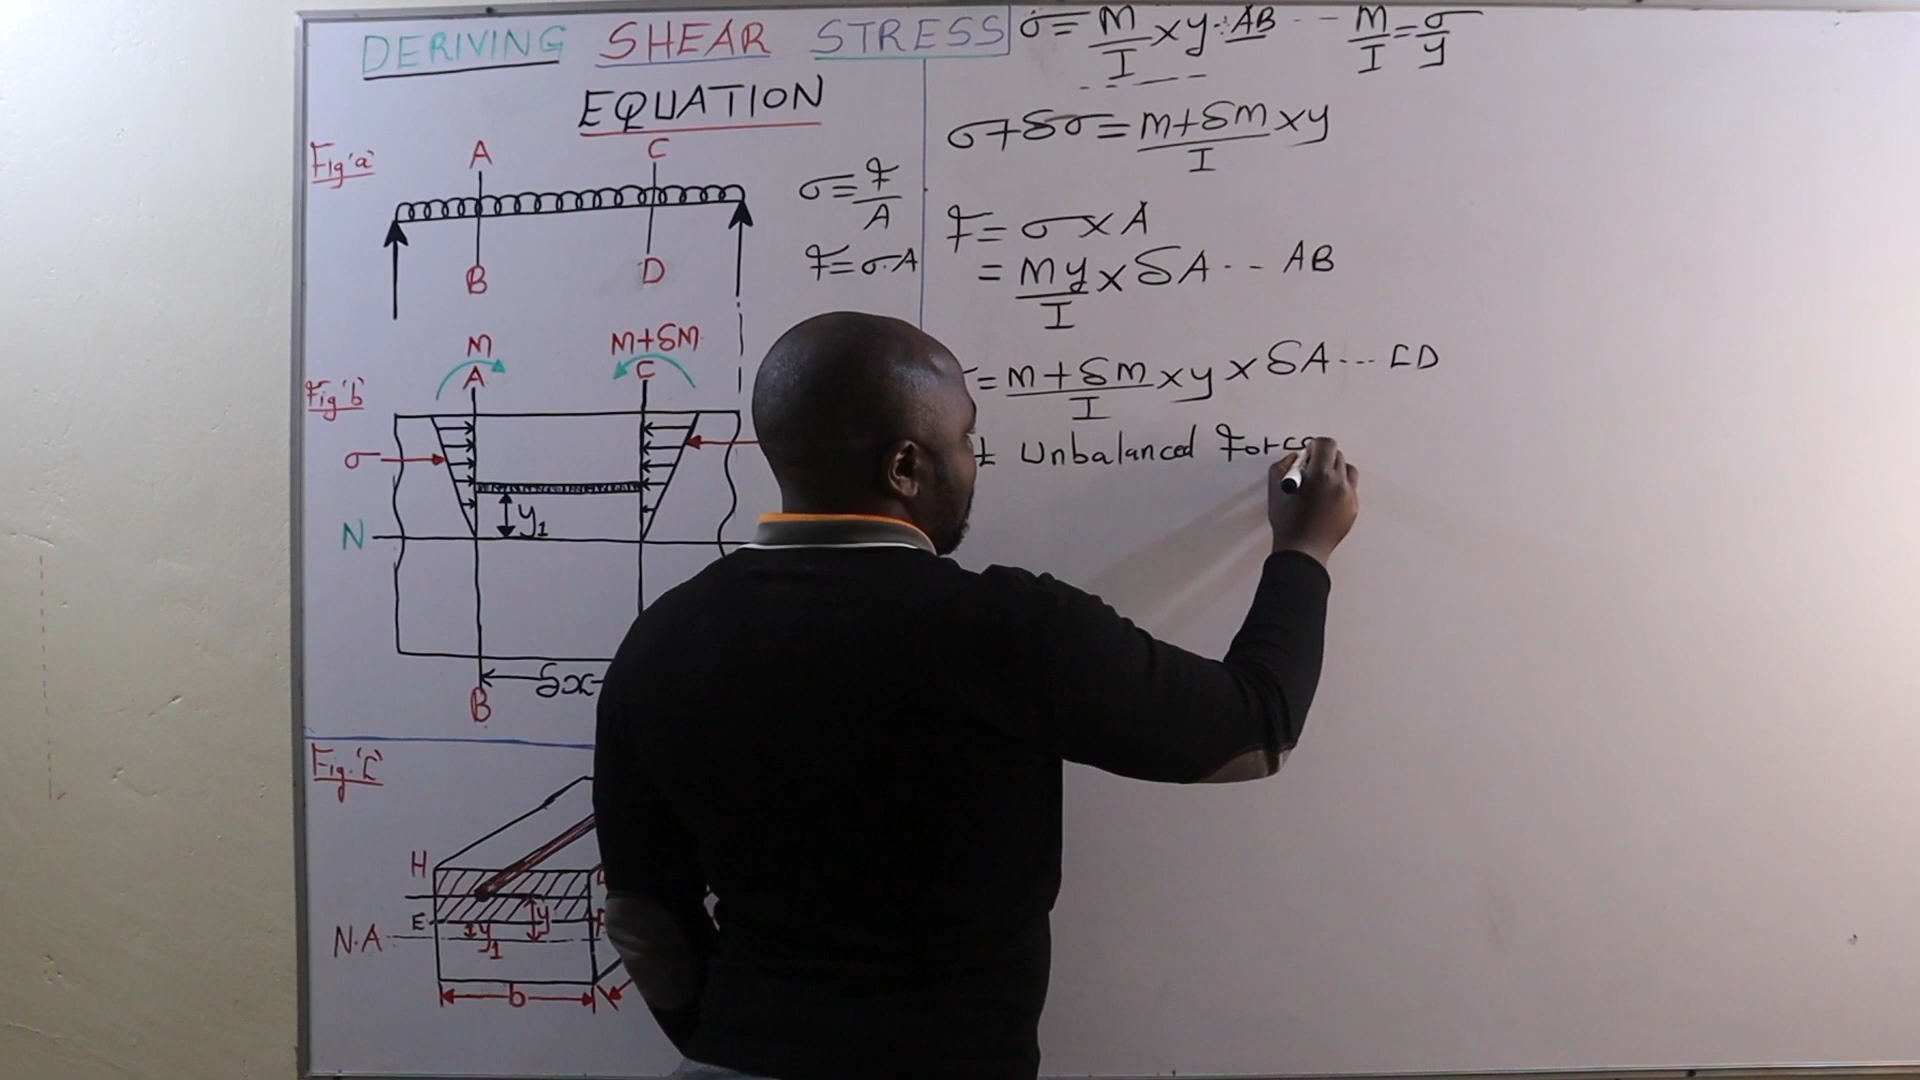 DERIVING SHEAR STRESS
EQUATION
Fig 'a'
A
C
B
D
σ = F/A
F = σ.A
M
M+δM
Fig 'b'
A
C
σ
y₁
N
δx
B
Fig. 'C'
H
E
y
y₁
N.A
b
σ = M/I × y .: AB - - M/I = σ/y
σ + δσ = M+δM/I × y
F = σ × A
= My/I × δA - - AB
= M+δM/I × y × δA --- CD
Unbalanced Force